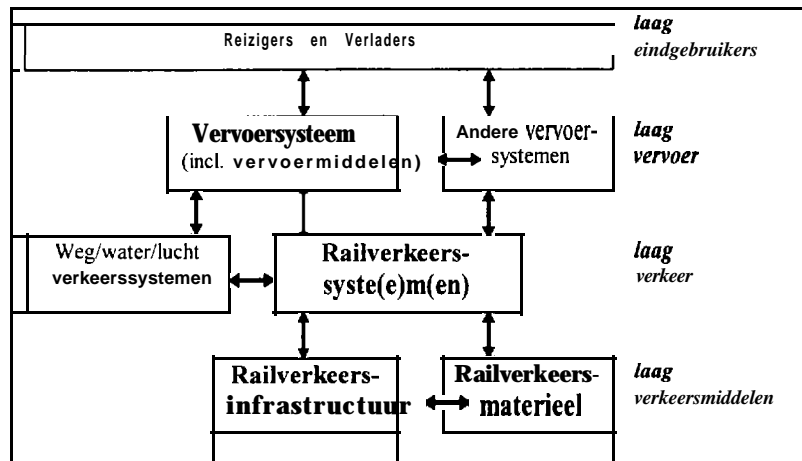 Reizigers en Verladers
laag
eindgebruikers
Vervoersysteem
(incl. vervoermiddelen)
Andere vervoer-
systemen
laag
vervoer
Weg/water/lucht
verkeerssystemen
Railverkeers-
syste(e)m(en)
laag
verkeer
Railverkeers-
infrastructuur
Railverkeers-
materieel
laag
verkeersmiddelen